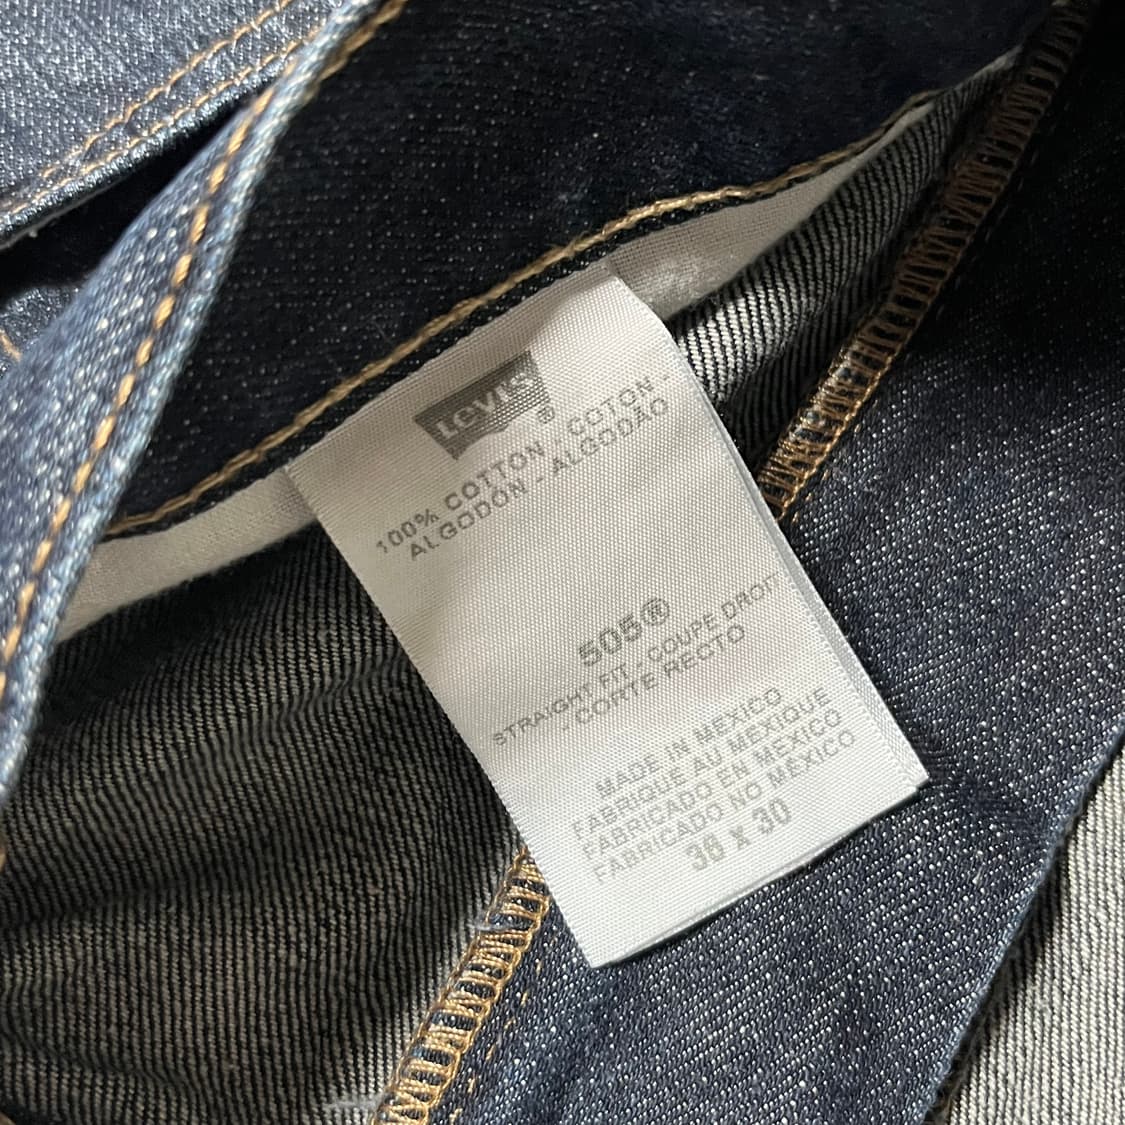 Levi's®
100% COTTON - COTON -
ALGODÓN - ALGODÃO
505®
STRAIGHT FIT - COUPE DROIT
- CORTE RECTO
MADE IN MEXICO
FABRIQUE AU MEXIQUE
FABRICADO EN MEXICO
FABRICADO NO MÉXICO
36 x 30